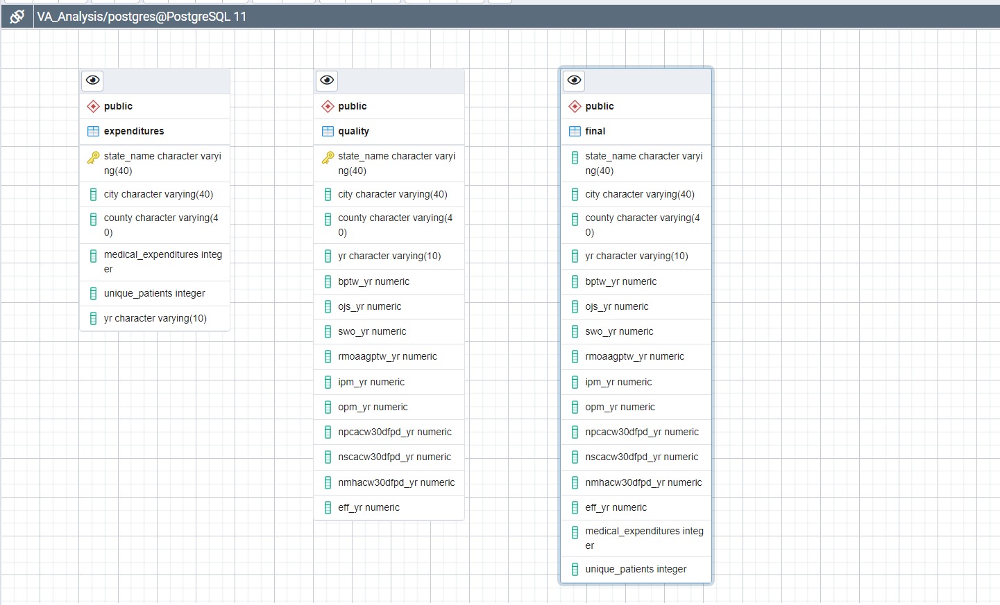 VA_Analysis/postgres@PostgreSQL 11
public
expenditures
state_name character varyi
ng(40)
city character varying(40)
county character varying(4
0)
medical_expenditures integ
er
unique_patients integer
yr character varying(10)
public
quality
state_name character varyi
ng(40)
city character varying(40)
county character varying(4
0)
yr character varying(10)
bptw_yr numeric
ojs_yr numeric
swo_yr numeric
rmoaagptw_yr numeric
ipm_yr numeric
opm_yr numeric
npcacw30dfpd_yr numeric
nscacw30dfpd_yr numeric
nmhacw30dfpd_yr numeric
eff_yr numeric
public
final
state_name character varyi
ng(40)
city character varying(40)
county character varying(4
0)
yr character varying(10)
bptw_yr numeric
ojs_yr numeric
swo_yr numeric
rmoaagptw_yr numeric
ipm_yr numeric
opm_yr numeric
npcacw30dfpd_yr numeric
nscacw30dfpd_yr numeric
nmhacw30dfpd_yr numeric
eff_yr numeric
medical_expenditures integ
er
unique_patients integer